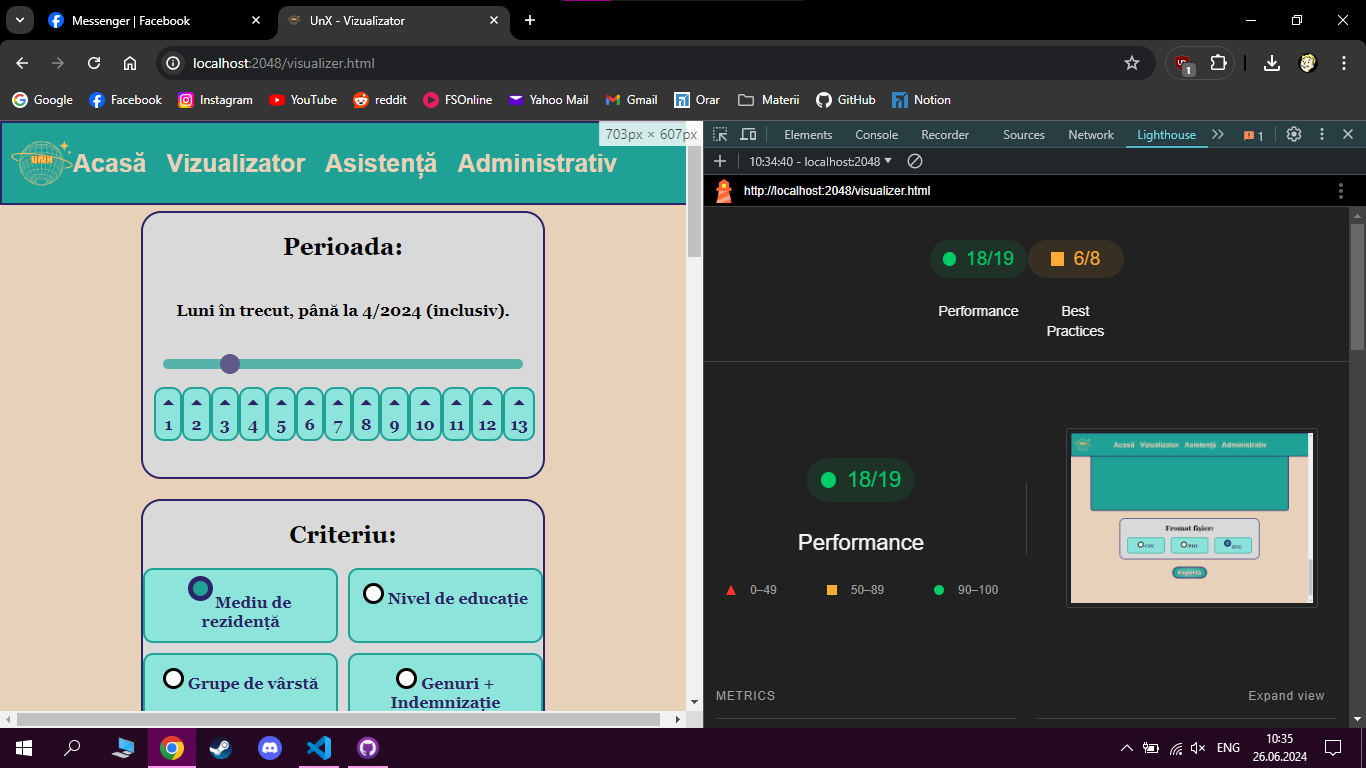 Messenger | Facebook
UnX - Vizualizator
localhost:2048/visualizer.html
1
Google
Facebook
Instagram
YouTube
reddit
FSOnline
Yahoo Mail
Gmail
Orar
Materii
GitHub
Notion
703px × 607px
unx
Acasă Vizualizator Asistență Administrativ
Perioada:
Luni în trecut, până la 4/2024 (inclusiv).
1 2 3 4 5 6 7 8 9 10 11 12 13
Criteriu:
Mediu de
rezidență
Nivel de educație
Grupe de vârstă
Genuri +
Indemnizație
Elements Console Recorder Sources Network Lighthouse
1
10:34:40 - localhost:2048
http://localhost:2048/visualizer.html
18/19
Performance
6/8
Best
Practices
18/19
Performance
0–49
50–89
90–100
Acasă Vizualizator Asistență Administrativ
Fromat fișier:
CSV PDF SVG
Exportă
METRICS
Expand view
ENG
10:35
26.06.2024